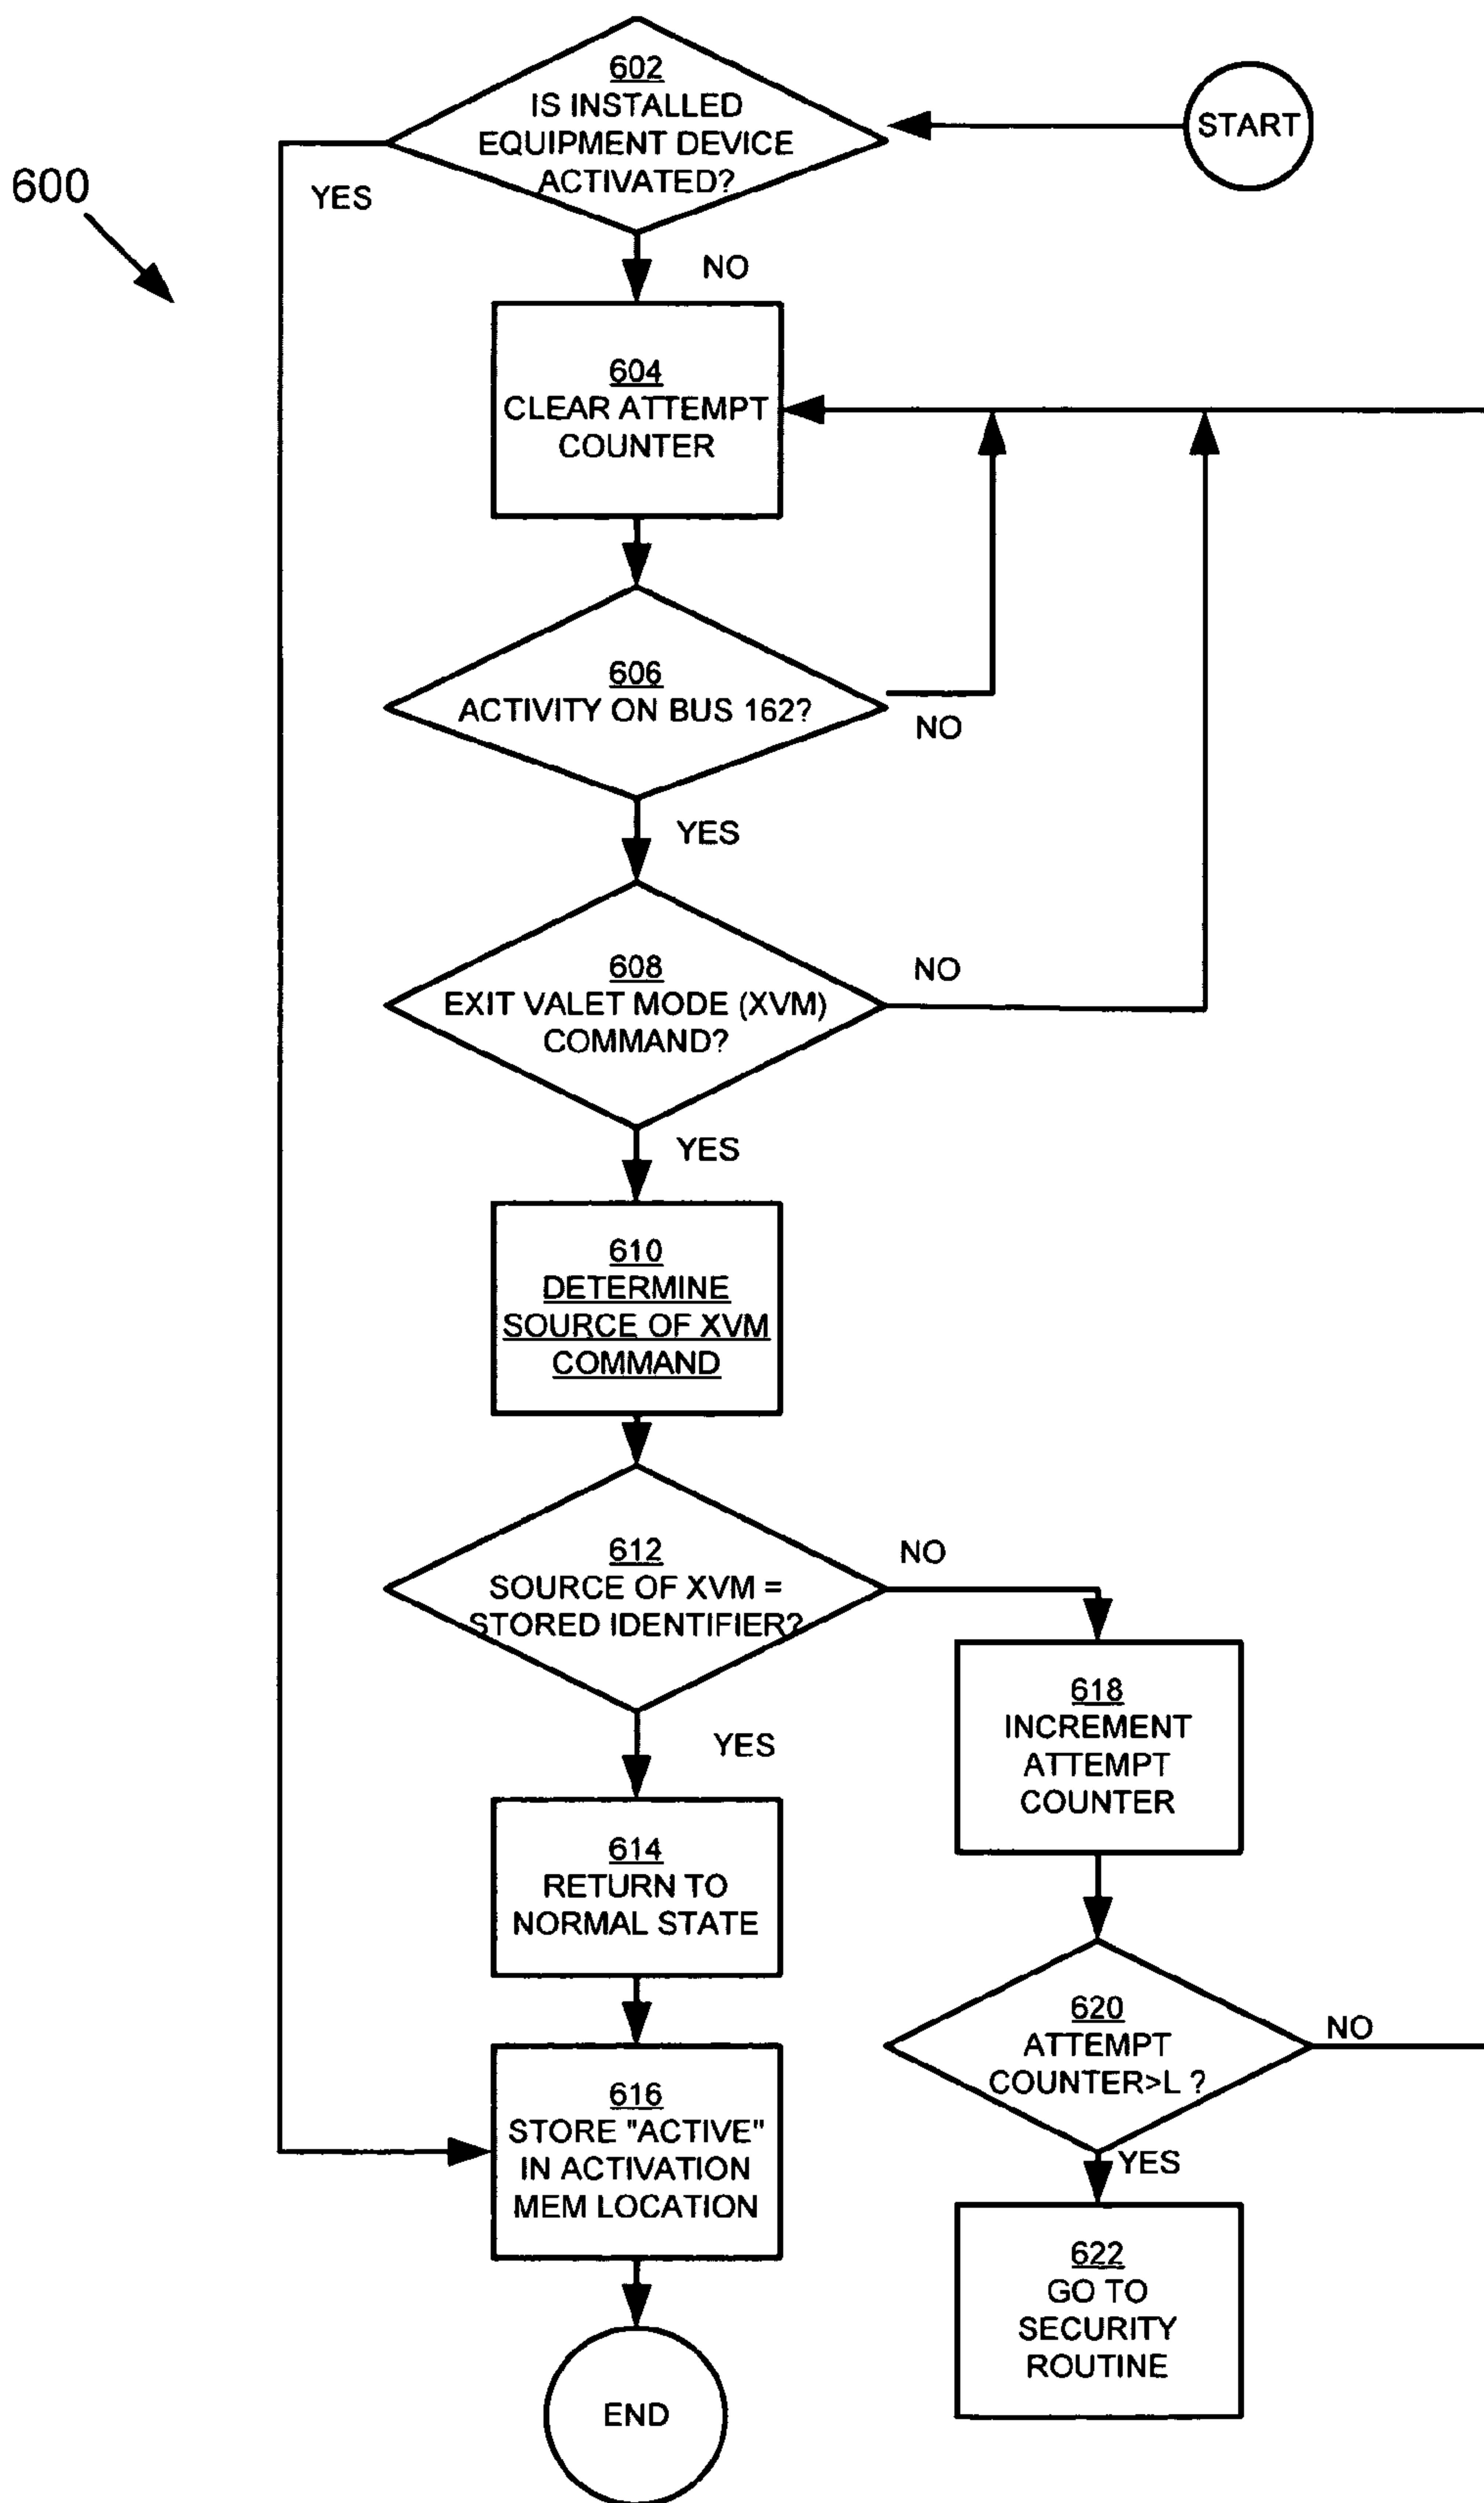 600
START
602
IS INSTALLED
EQUIPMENT DEVICE
ACTIVATED?
YES
NO
604
CLEAR ATTEMPT
COUNTER
606
ACTIVITY ON BUS 162?
NO
YES
608
EXIT VALET MODE (XVM)
COMMAND?
NO
YES
610
DETERMINE
SOURCE OF XVM
COMMAND
612
SOURCE OF XVM =
STORED IDENTIFIER?
NO
YES
618
INCREMENT
ATTEMPT
COUNTER
614
RETURN TO
NORMAL STATE
620
ATTEMPT
COUNTER>L ?
NO
YES
616
STORE "ACTIVE"
IN ACTIVATION
MEM LOCATION
622
GO TO
SECURITY
ROUTINE
END